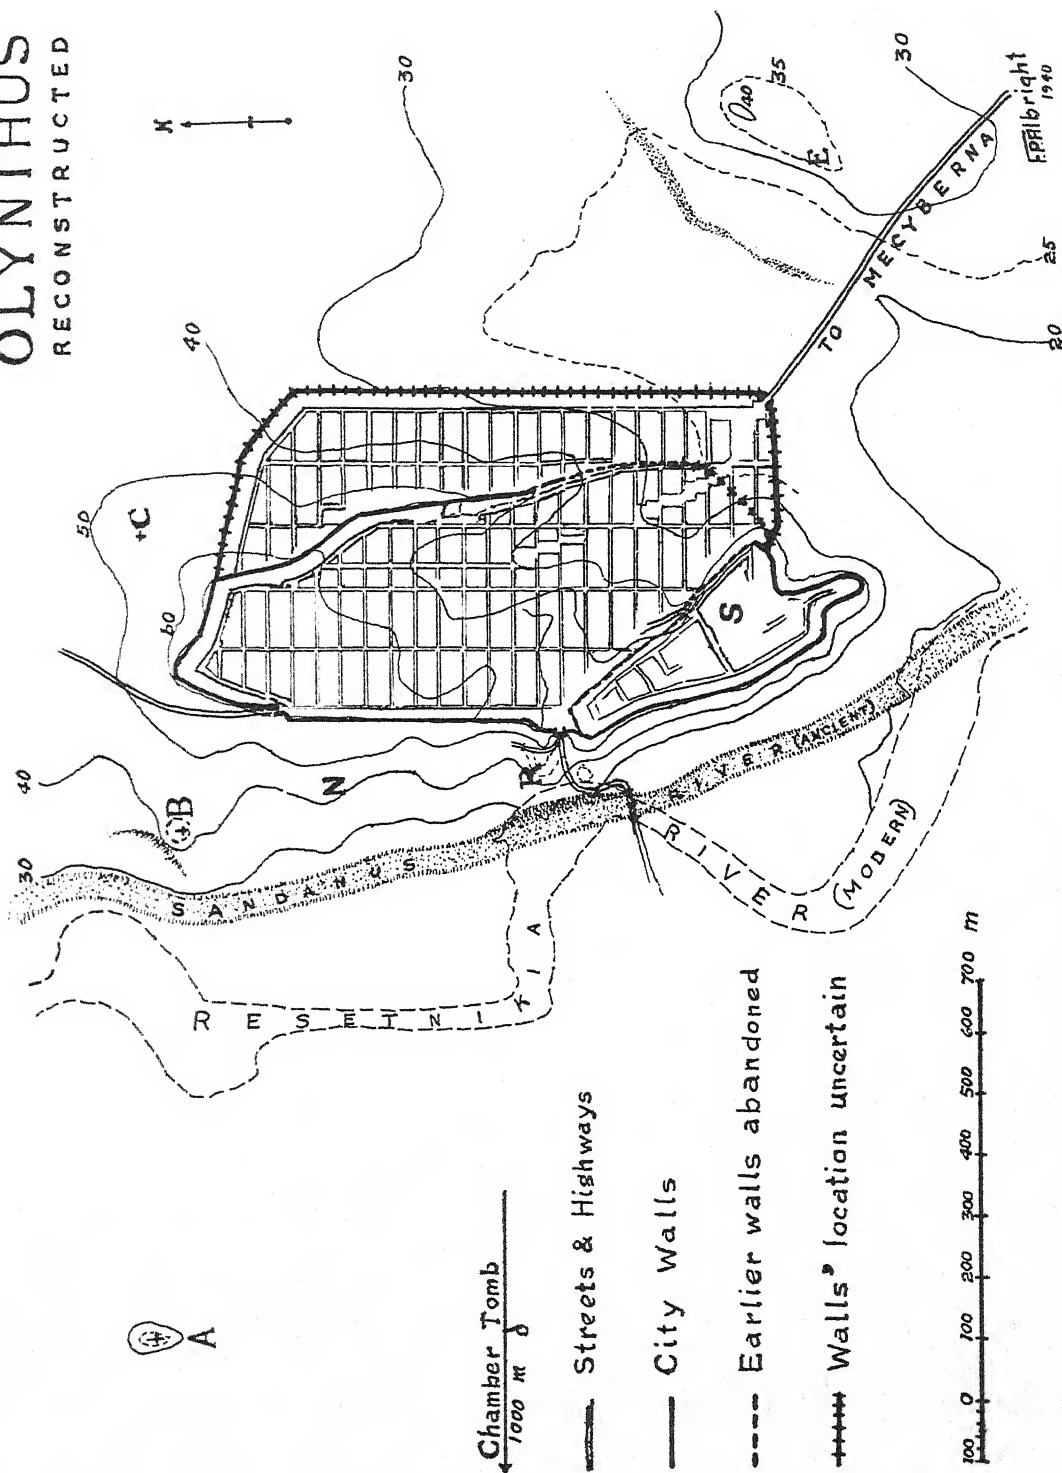 OLYNTHUS
RECONSTRUCTED
N
30
40
50
60
40
30
30
35
40
25
20
+C
B
N
S
E
A
SANDANUS RIVER (ANCIENT)
RESETNIKIA RIVER (MODERN)
TO MECYBERNA
F.P.Albright
1940
Chamber Tomb
1000 m
Streets & Highways
City Walls
Earlier walls abandoned
Walls' location uncertain
100 0 100 200 300 400 500 600 700 m